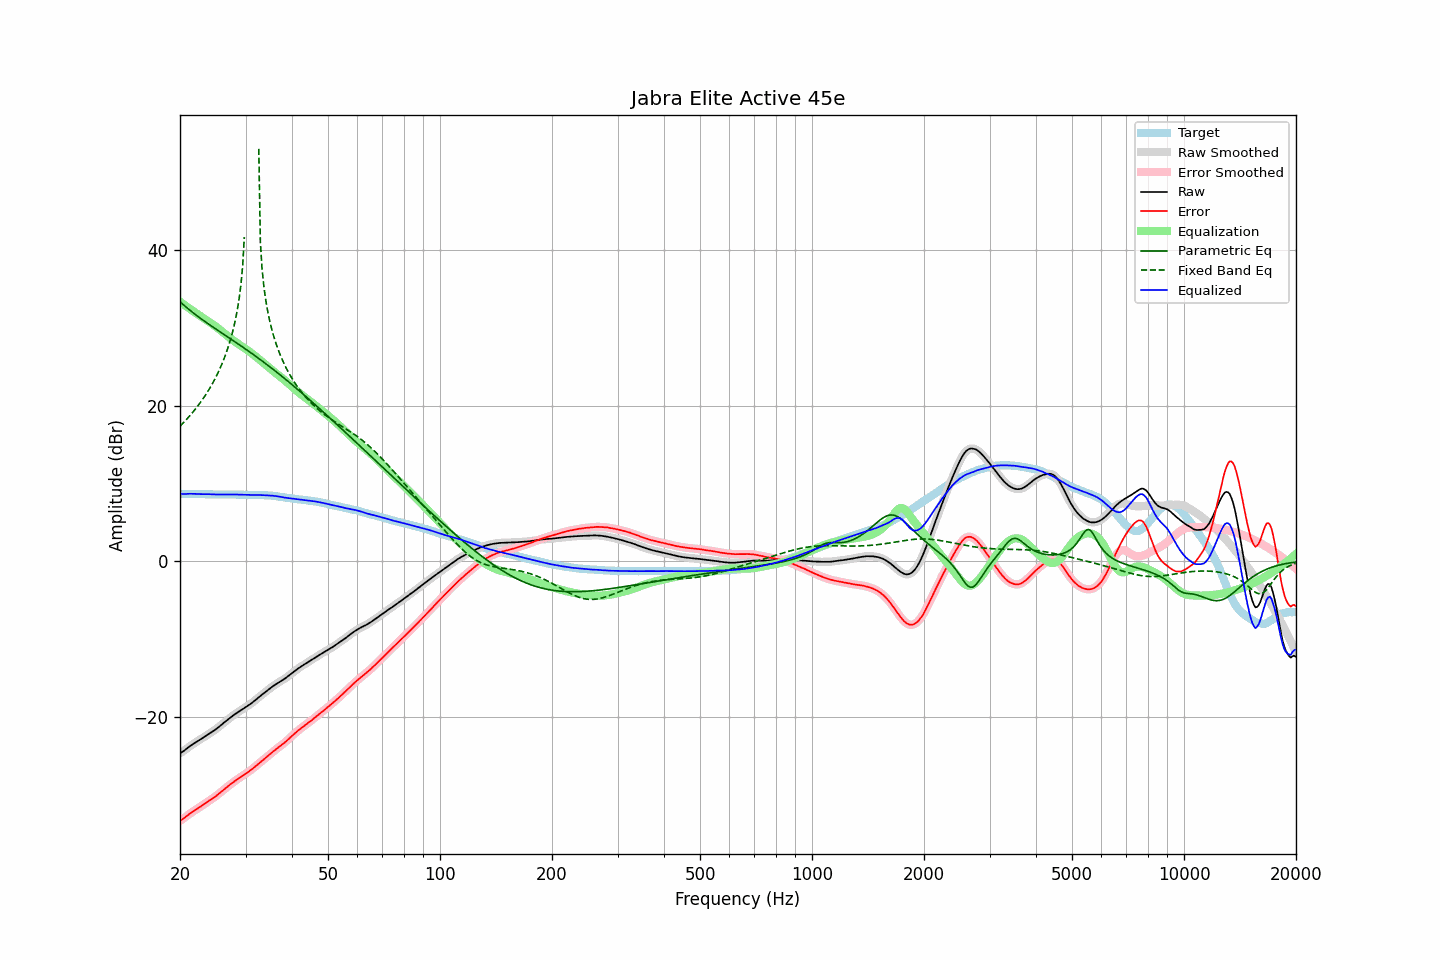 Jabra Elite Active 45e
Target
Raw Smoothed
Error Smoothed
Raw
Error
Equalization
Parametric Eq
Fixed Band Eq
Equalized
Amplitude (dBr)
40
20
0
−20
20
50
100
200
500
1000
2000
5000
10000
20000
Frequency (Hz)